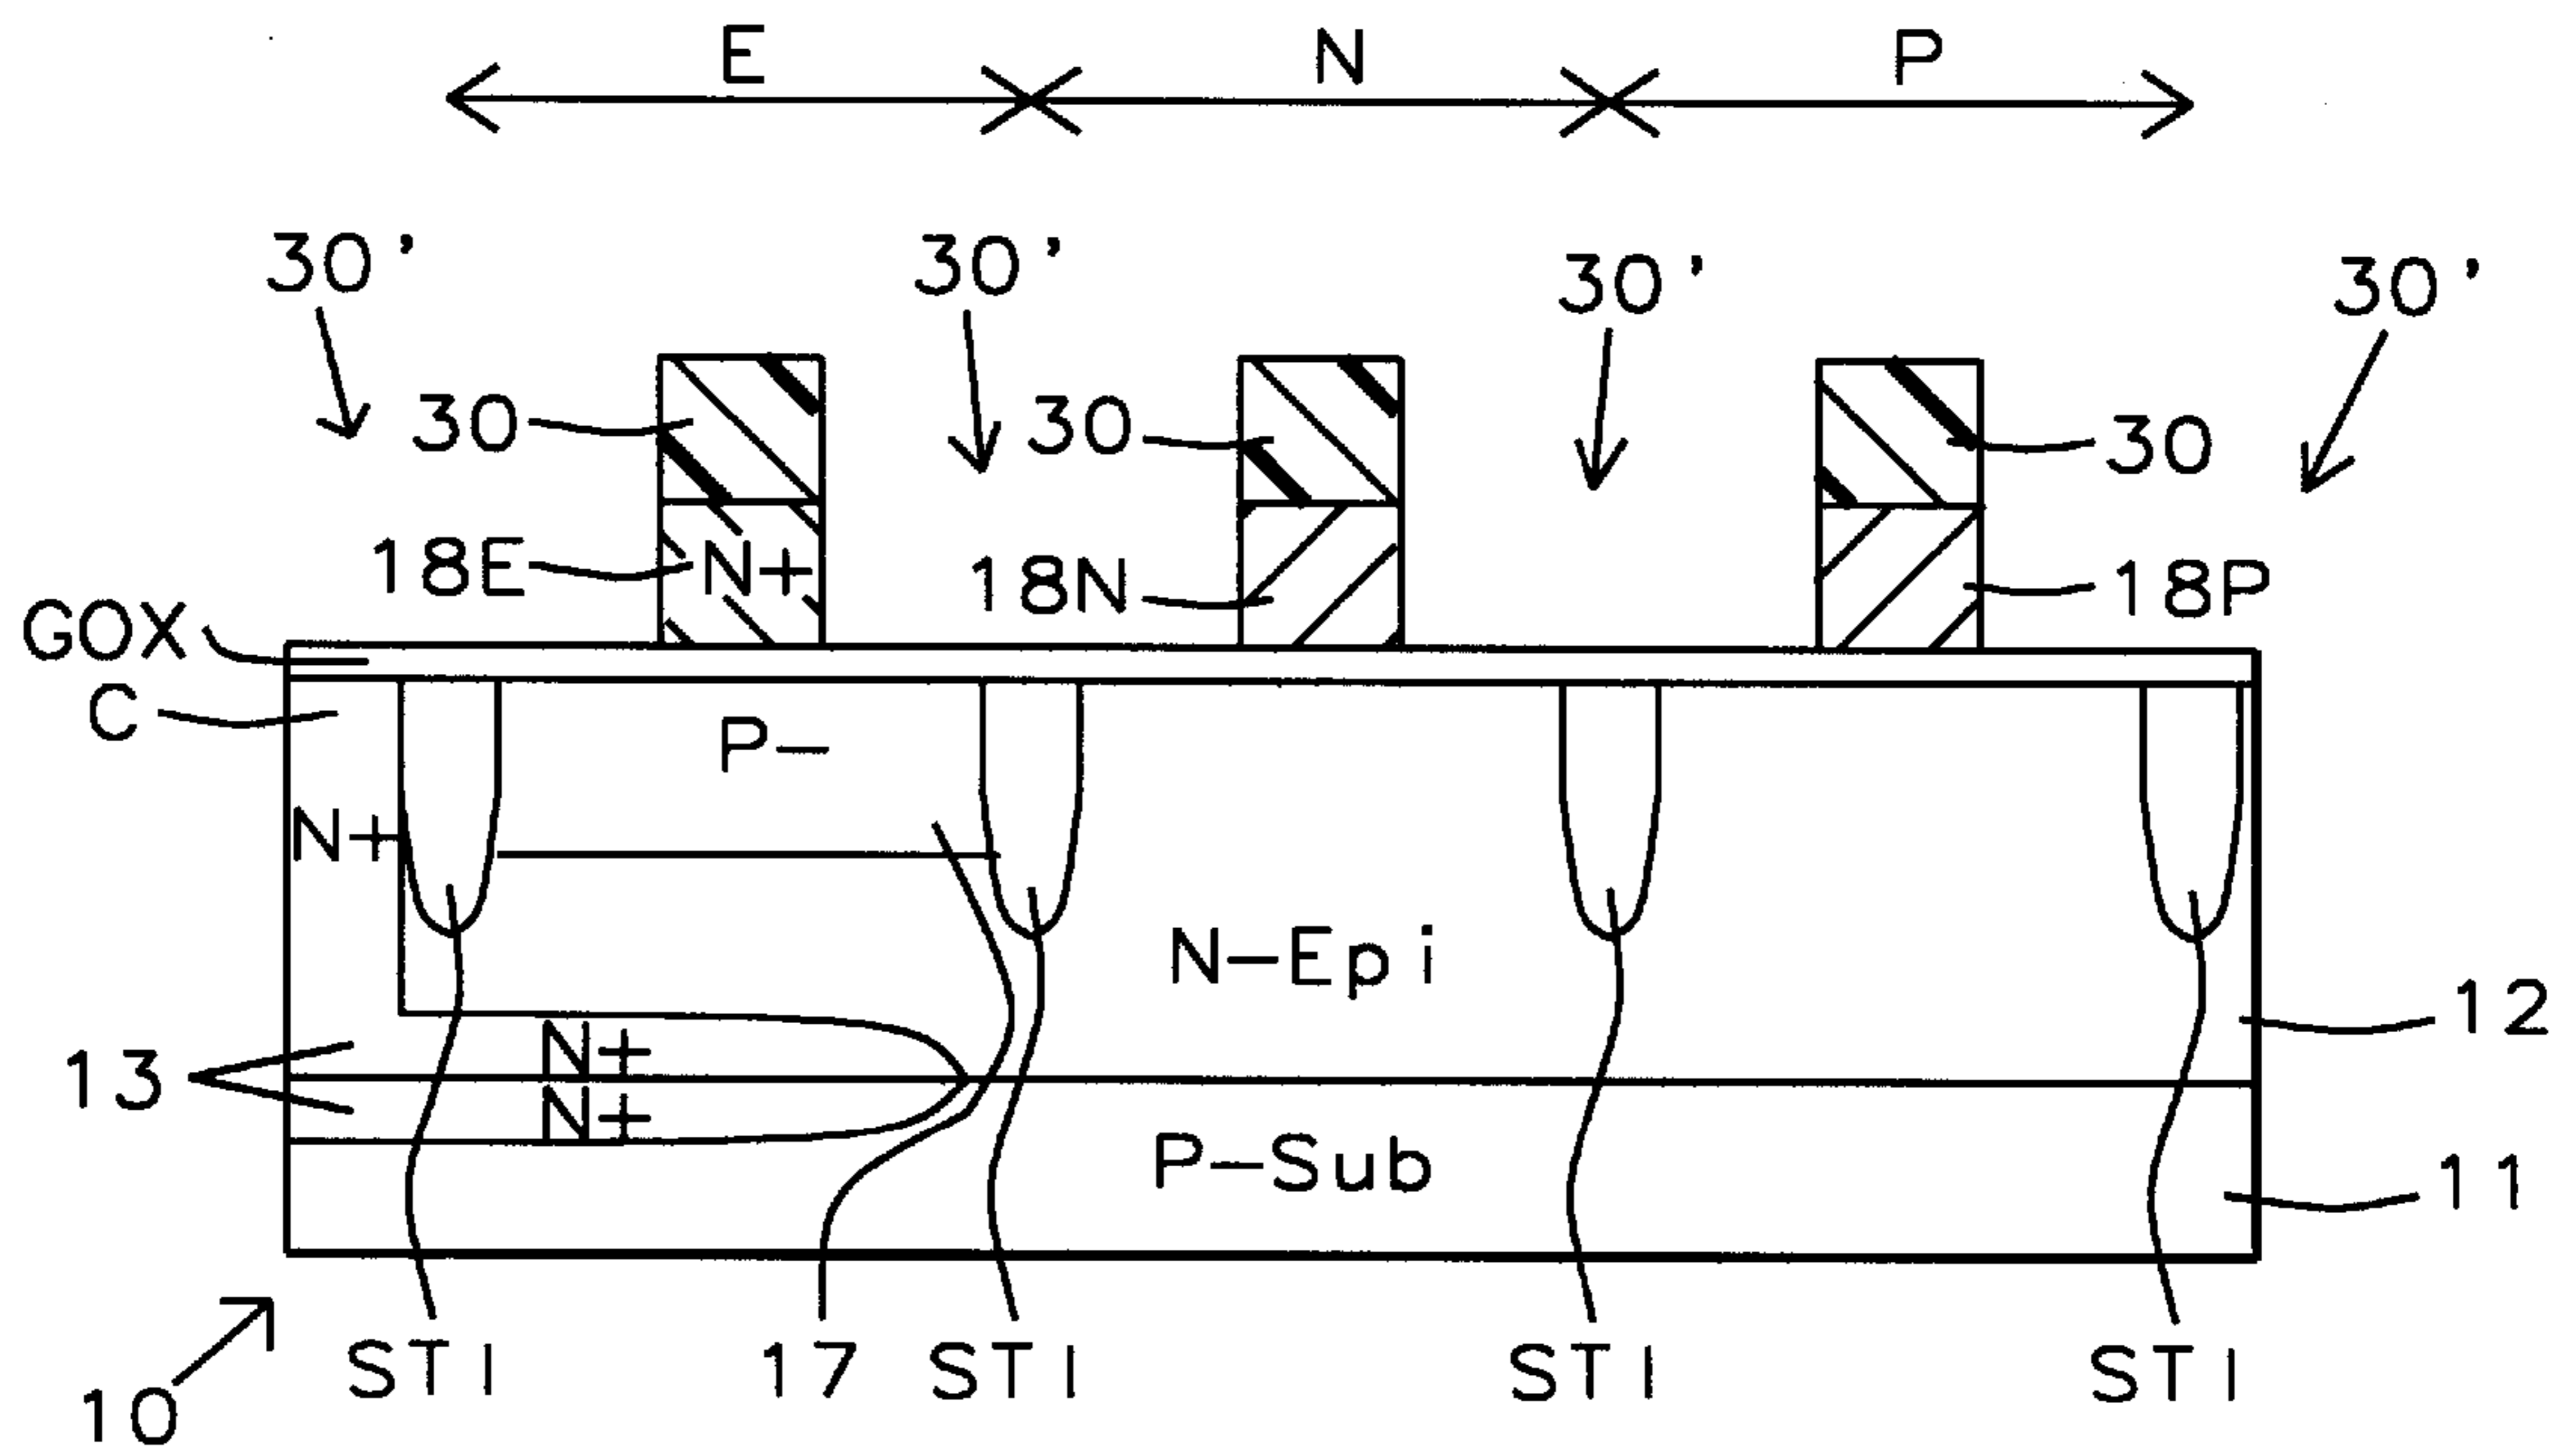 E N P
30' 30' 30' 30'
30 30 30
18E N+ 18N 18P
GOX
C P-
N+
N-Epi
12
13 N+
N+
P-Sub
11
10 STI 17 STI STI STI